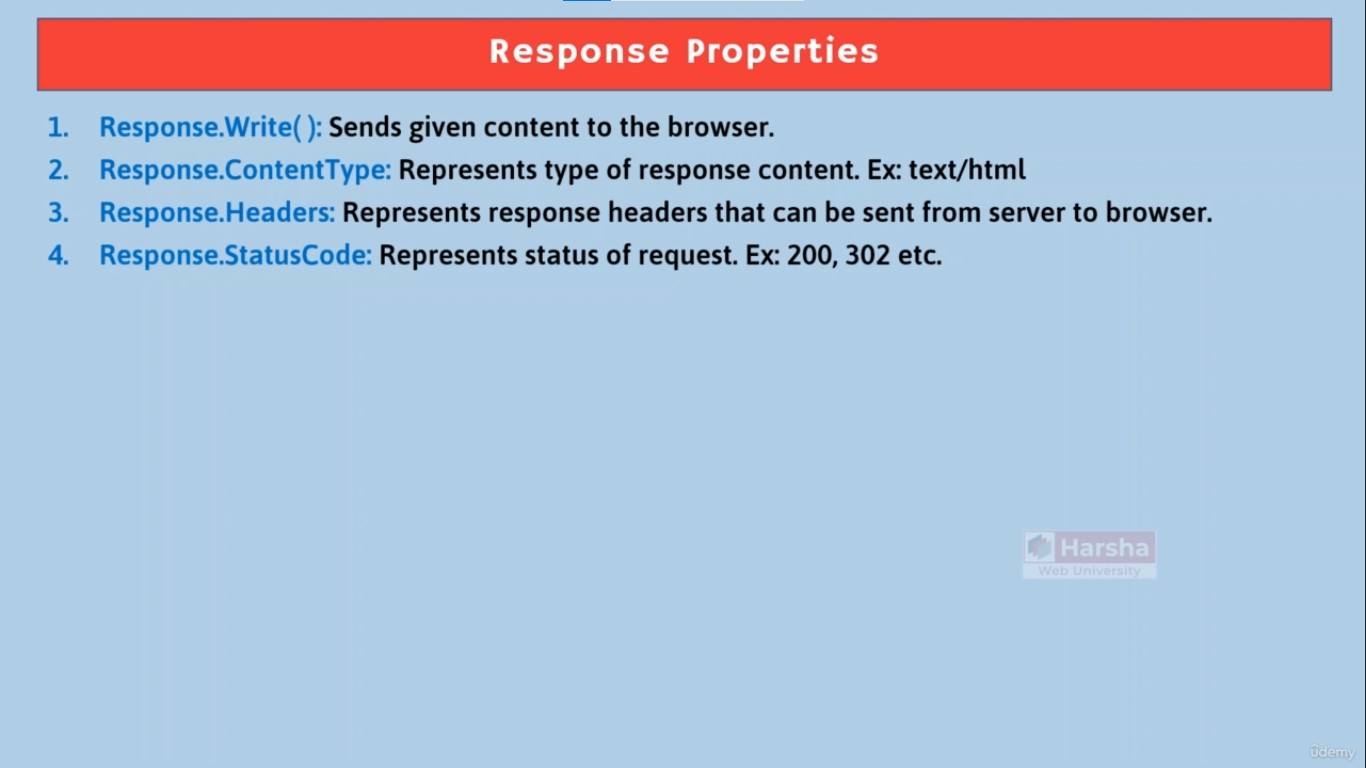 Response Properties
1. Response.Write( ): Sends given content to the browser.
2. Response.ContentType: Represents type of response content. Ex: text/html
3. Response.Headers: Represents response headers that can be sent from server to browser.
4. Response.StatusCode: Represents status of request. Ex: 200, 302 etc.
Harsha
Web University
ûdemy